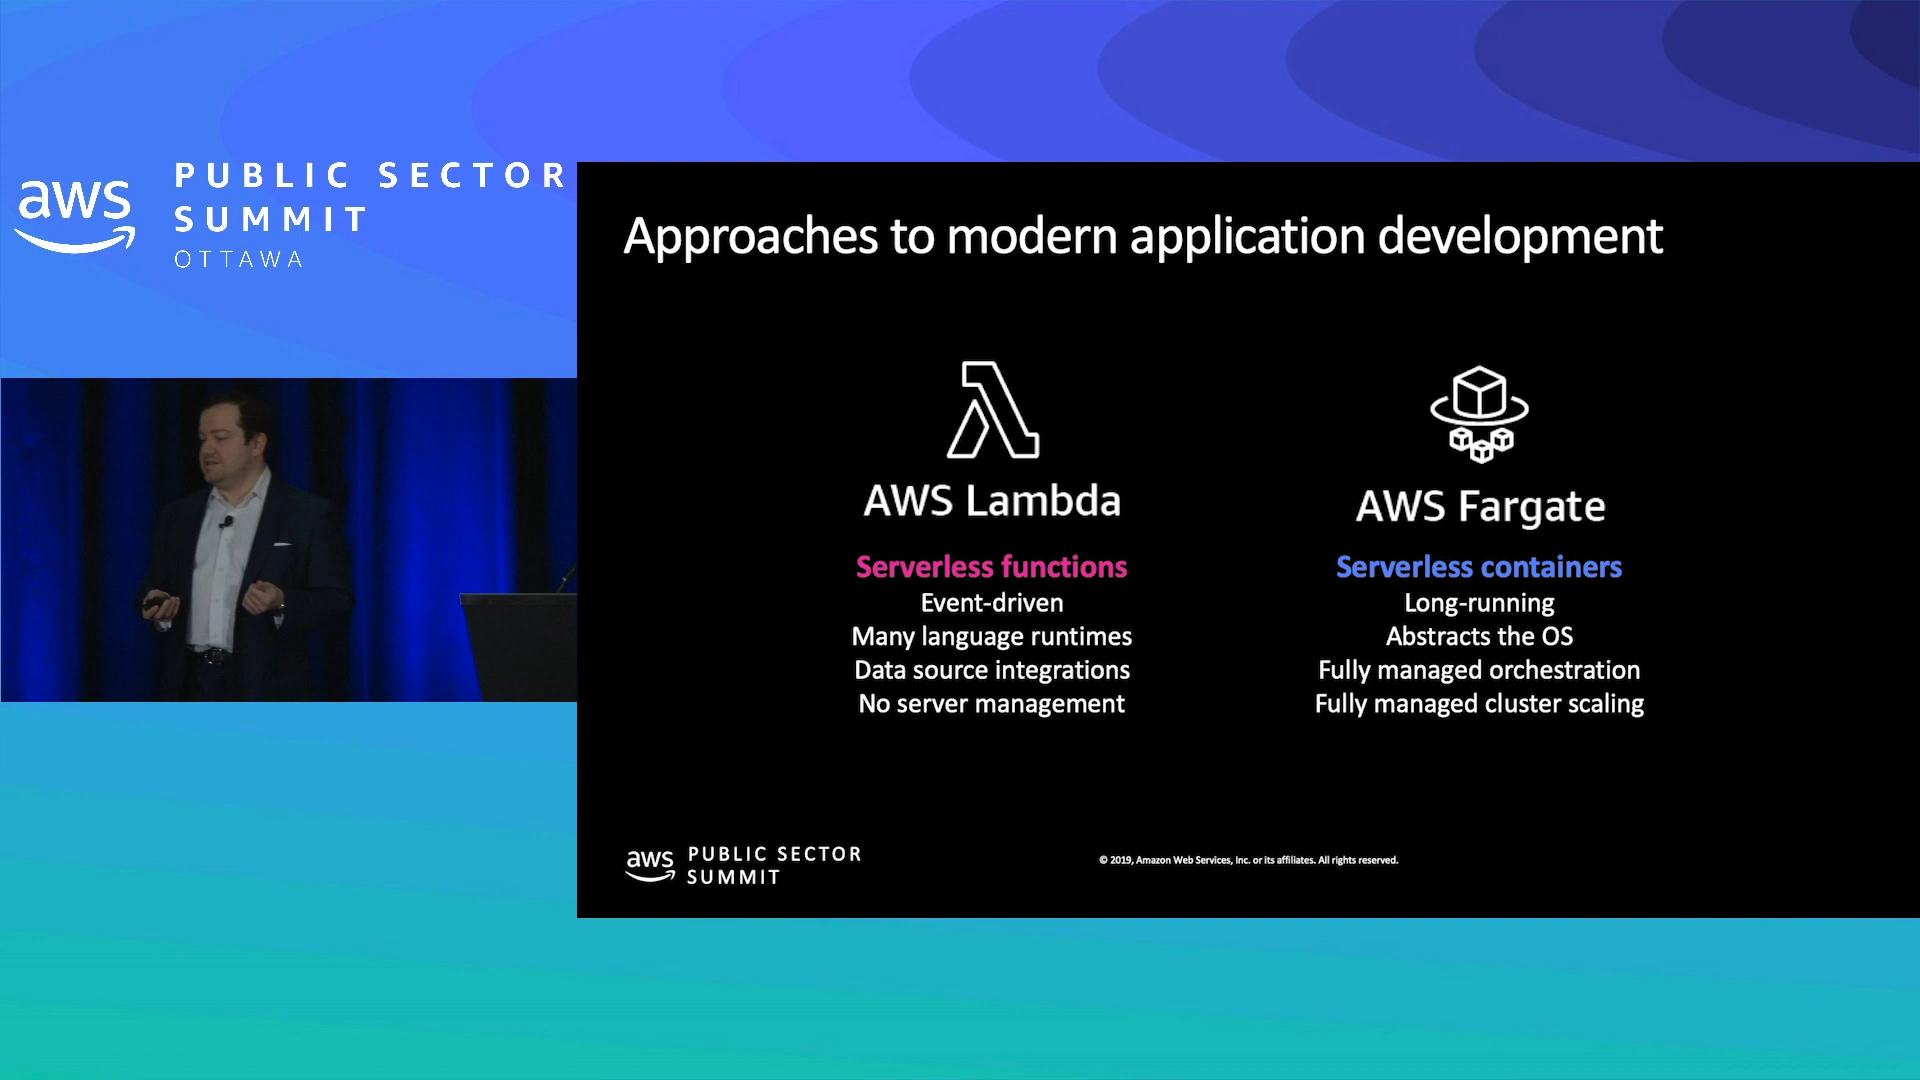 aws
PUBLIC SECTOR
SUMMIT
OTTAWA
Approaches to modern application development
AWS Lambda
Serverless functions
Event-driven
Many language runtimes
Data source integrations
No server management
AWS Fargate
Serverless containers
Long-running
Abstracts the OS
Fully managed orchestration
Fully managed cluster scaling
aws
PUBLIC SECTOR
SUMMIT
© 2019, Amazon Web Services, Inc. or its affiliates. All rights reserved.